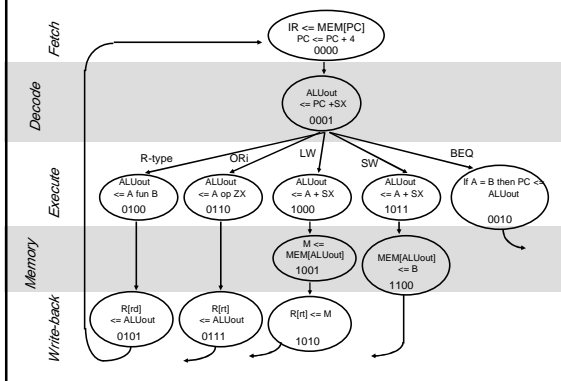 Fetch
IR <= MEM[PC]
PC <= PC + 4
0000
Decode
ALUout
<= PC +SX
0001
R-type
ORi
LW
SW
BEQ
Execute
ALUout
<= A fun B
0100
ALUout
<= A op ZX
0110
ALUout
<= A + SX
1000
ALUout
<= A + SX
1011
If A = B then PC <=
ALUout
0010
Memory
M <=
MEM[ALUout]
1001
MEM[ALUout]
<= B
1100
Write-back
R[rd]
<= ALUout
0101
R[rt]
<= ALUout
0111
R[rt] <= M
1010